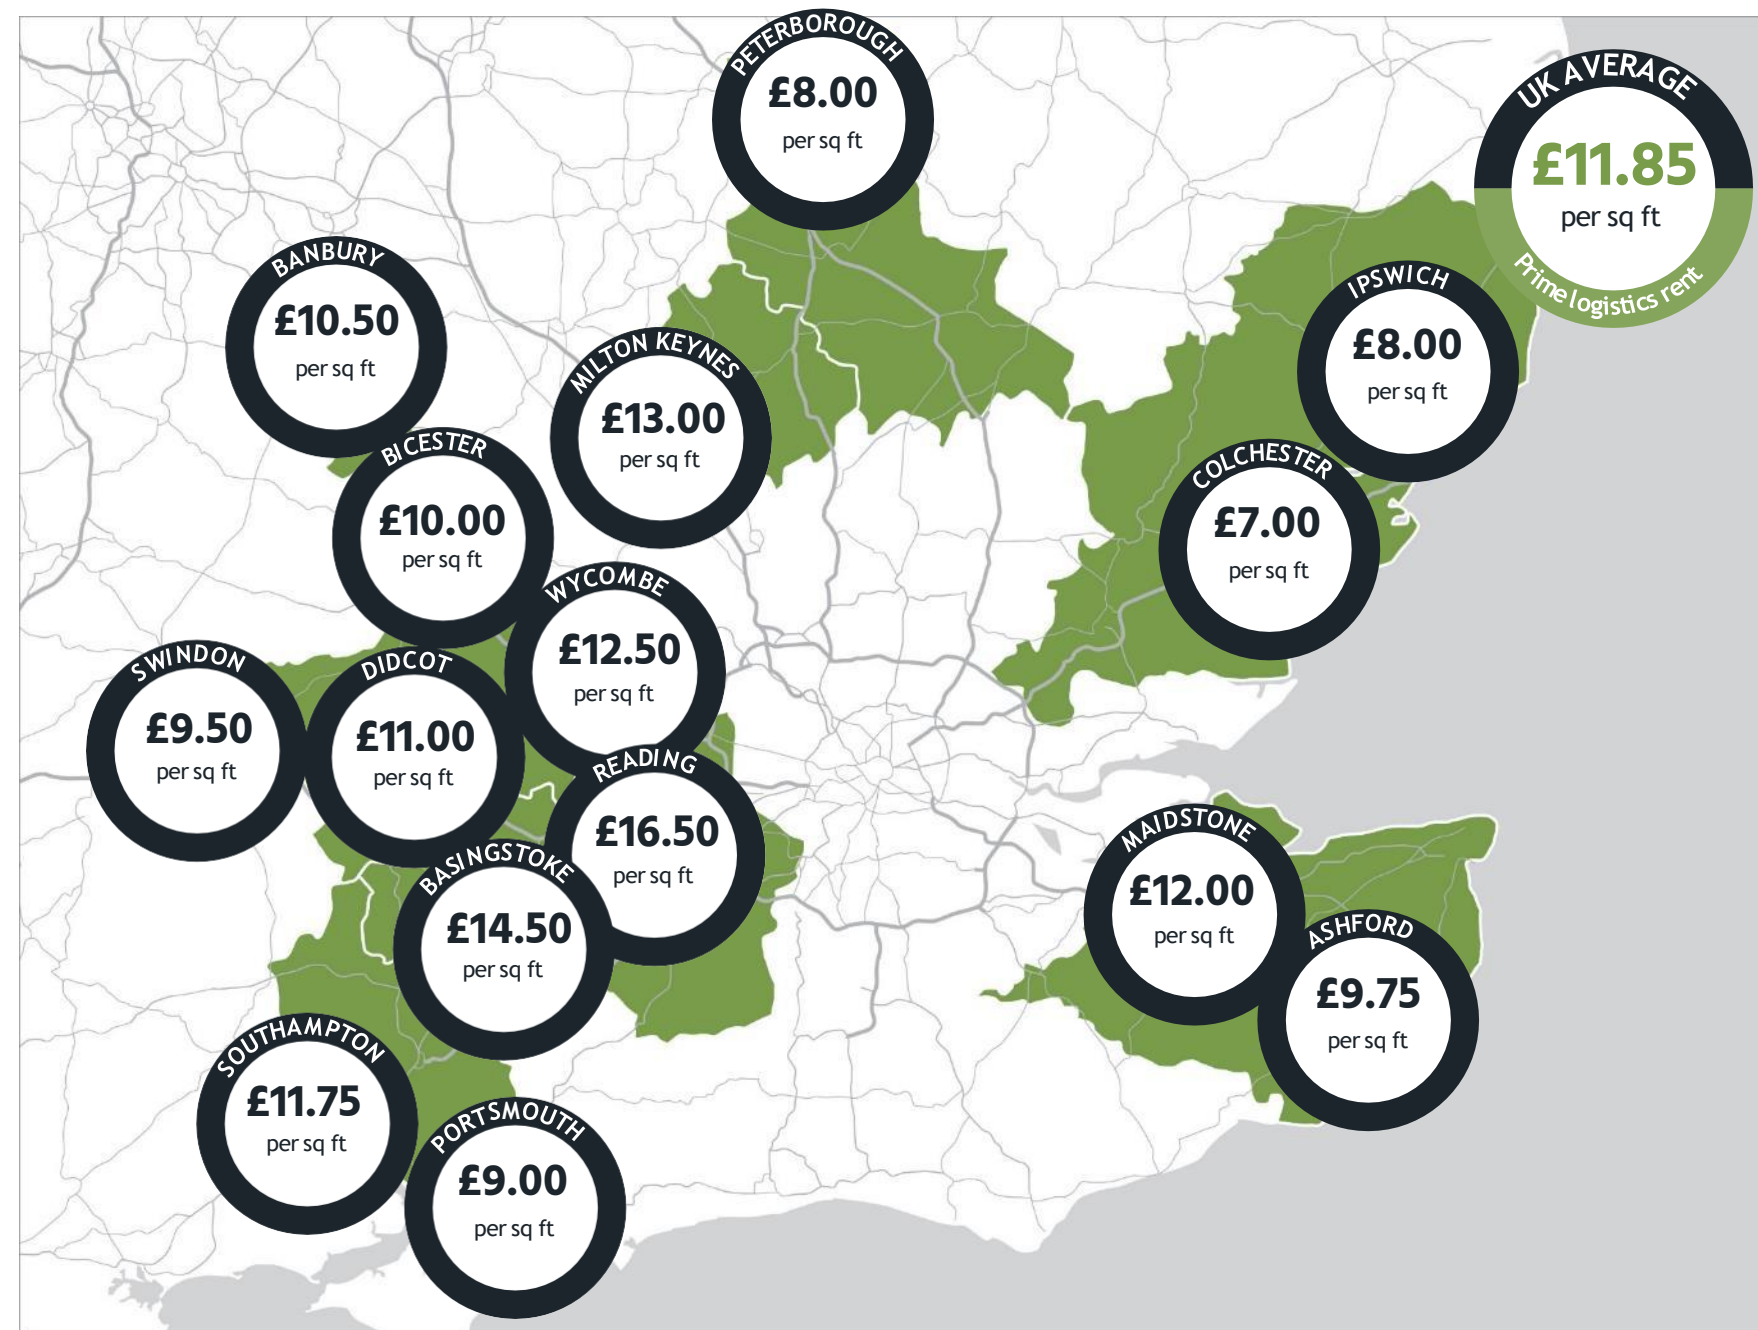 PETERBOROUGH
£8.00
per sq ft
UK AVERAGE
£11.85
per sq ft
Prime logistics rent
BANBURY
£10.50
per sq ft
IPSWICH
£8.00
per sq ft
MILTON KEYNES
£13.00
per sq ft
BICESTER
£10.00
per sq ft
COLCHESTER
£7.00
per sq ft
WYCOMBE
£12.50
per sq ft
SWINDON
£9.50
per sq ft
DIDCOT
£11.00
per sq ft
READING
£16.50
per sq ft
MAIDSTONE
£12.00
per sq ft
BASINGSTOKE
£14.50
per sq ft
ASHFORD
£9.75
per sq ft
SOUTHAMPTON
£11.75
per sq ft
PORTSMOUTH
£9.00
per sq ft